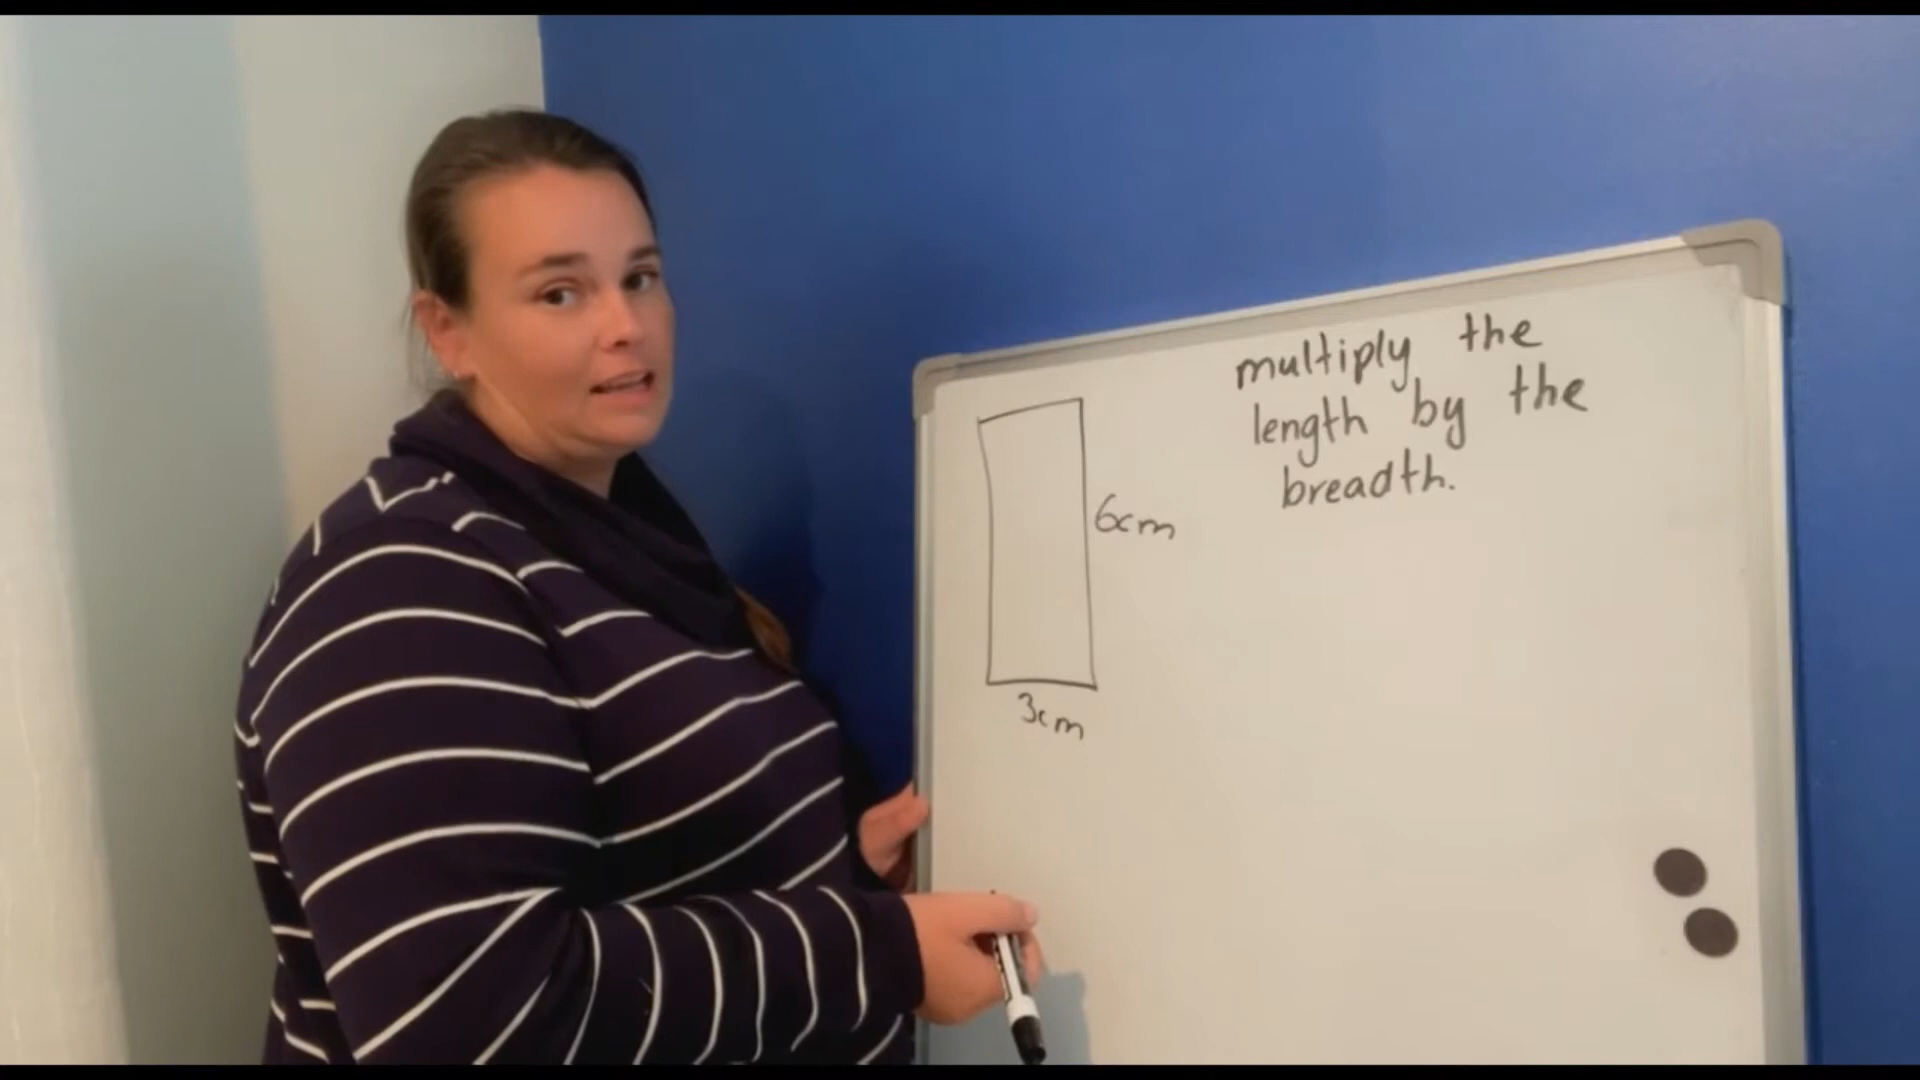 multiply the
length by the
breadth.
6cm
3cm